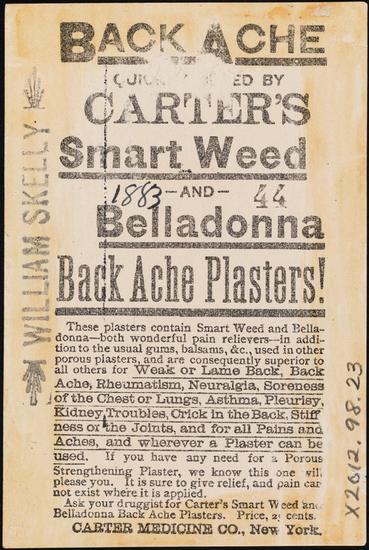 BACK ACHE
BY
CARTER'S
Smart Weed
1883 —AND— 44
Belladonna
Back Ache Plasters!
These plasters contain Smart Weed and Bella-
donna—both wonderful pain relievers—in addi-
tion to the usual gums, balsams, &c., used in other
porous plasters, and are consequently superior to
all others for Weak or Lame Back, Back
Ache, Rheumatism, Neuralgia, Soreness
of the Chest or Lungs, Asthma, Pleurisy,
Kidney Troubles, Crick in the Back, Stiff
ness or the Joints, and for all Pains and
Aches, and wherever a Plaster can be
used. If you have any need for a Porous
Strengthening Plaster, we know this one will
please you. It is sure to give relief, and pain can
not exist where it is applied.
Ask your druggist for Carter's Smart Weed and
Belladonna Back Ache Plasters. Price, cents.
CARTER MEDICINE CO., New York.
WILLIAM SKELLY
X2012.98.23